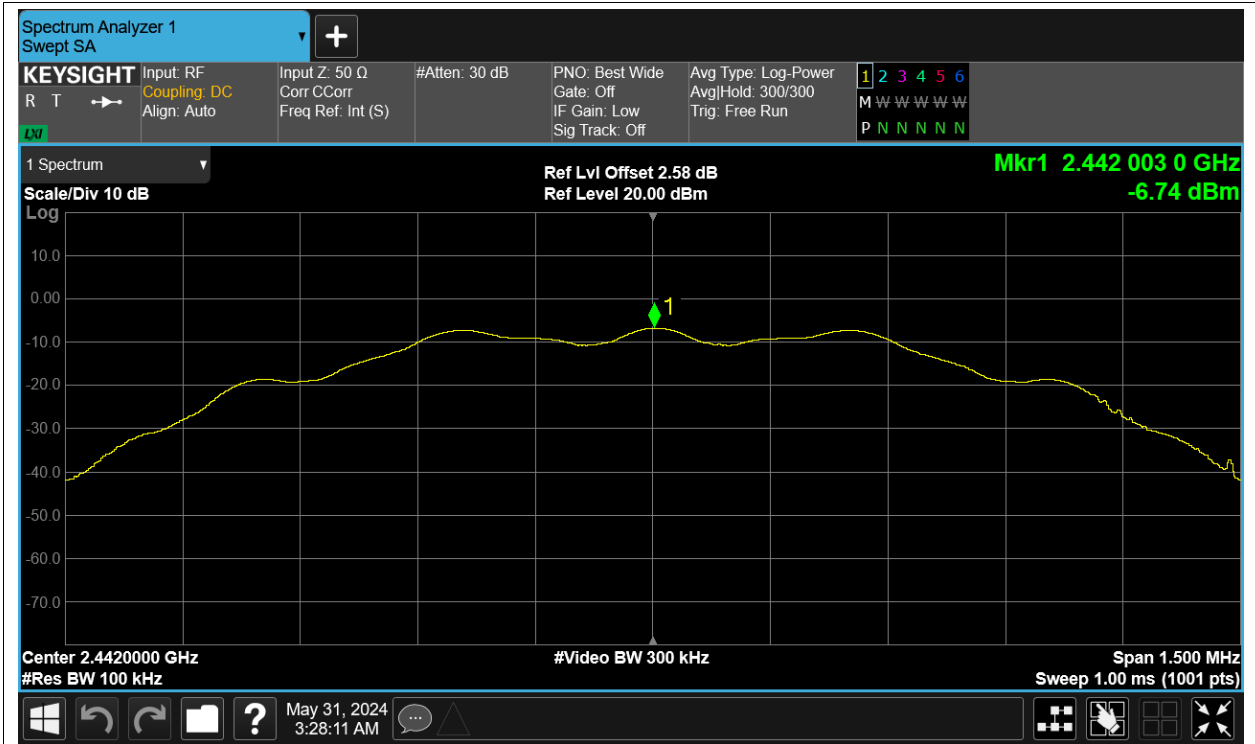 Spectrum Analyzer 1
Swept SA
KEYSIGHT
R T
LXI
Input: RF
Coupling: DC
Align: Auto
Input Z: 50 Ω
Corr CCorr
Freq Ref: Int (S)
#Atten: 30 dB
PNO: Best Wide
Gate: Off
IF Gain: Low
Sig Track: Off
Avg Type: Log-Power
Avg|Hold: 300/300
Trig: Free Run
1 2 3 4 5 6
M W W W W W
P N N N N N
1 Spectrum
Scale/Div 10 dB
Ref Lvl Offset 2.58 dB
Ref Level 20.00 dBm
Mkr1 2.442 003 0 GHz
-6.74 dBm
Log
10.0
0.00
-10.0
-20.0
-30.0
-40.0
-50.0
-60.0
-70.0
1
Center 2.4420000 GHz
#Res BW 100 kHz
#Video BW 300 kHz
Span 1.500 MHz
Sweep 1.00 ms (1001 pts)
?
May 31, 2024
3:28:11 AM